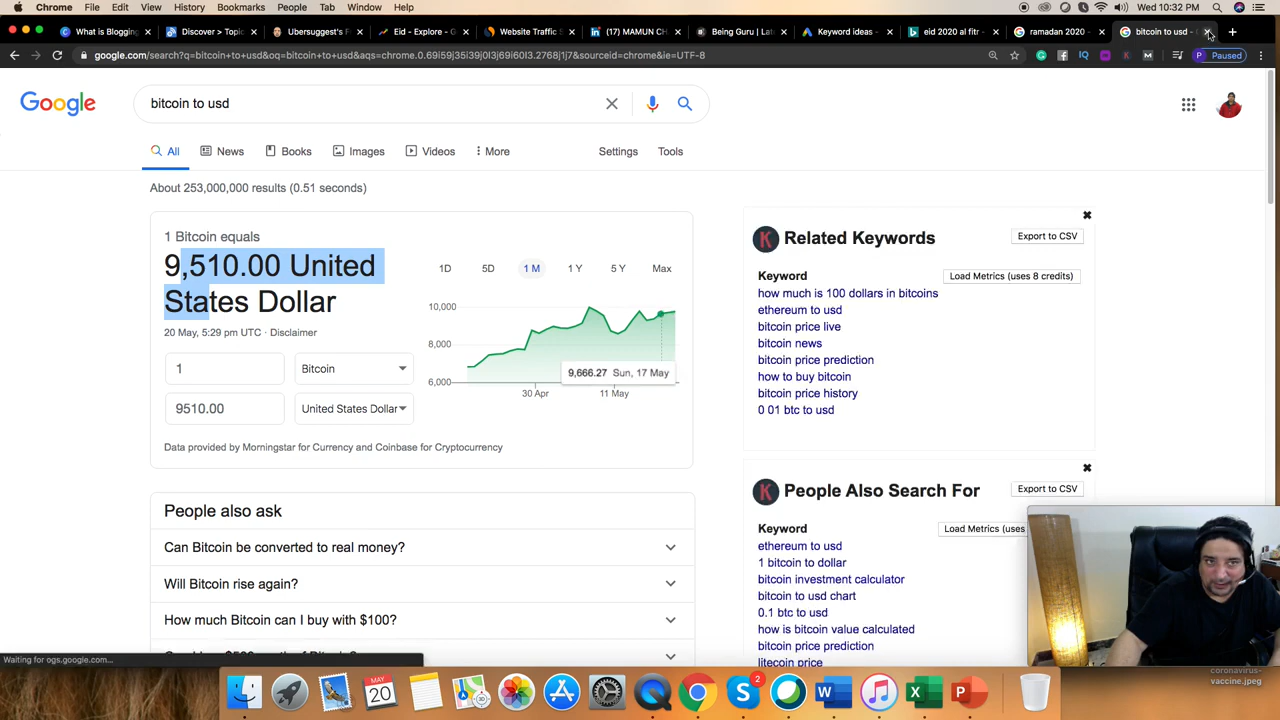 Chrome File Edit View History Bookmarks People Tab Window Help
Wed 10:32 PM
What is Blogging
Discover > Topic
Ubersuggest's F
Eid - Explore - G
Website Traffic S
(17) MAMUN CH
Being Guru | Lat
Keyword ideas -
eid 2020 al fitr -
ramadan 2020 -
bitcoin to usd -
google.com/search?q=bitcoin+to+usd&oq=bitcoin+to+usd&aqs=chrome.0.69i59j35i39j0l3.2768j1j7&sourceid=chrome&ie=UTF-8
P Paused
Google
bitcoin to usd
All News Books Images Videos More Settings Tools
About 253,000,000 results (0.51 seconds)
1 Bitcoin equals
9,510.00 United
States Dollar
20 May, 5:29 pm UTC · Disclaimer
1 Bitcoin
9510.00 United States Dollar
1D 5D 1 M 1 Y 5 Y Max
10,000
8,000
6,000
9,666.27 Sun, 17 May
30 Apr 11 May
Data provided by Morningstar for Currency and Coinbase for Cryptocurrency
People also ask
Can Bitcoin be converted to real money?
Will Bitcoin rise again?
How much Bitcoin can I buy with $100?
Waiting for ogs.google.com...
K Related Keywords Export to CSV
Keyword Load Metrics (uses 8 credits)
how much is 100 dollars in bitcoins
ethereum to usd
bitcoin price live
bitcoin news
bitcoin price prediction
how to buy bitcoin
bitcoin price history
0 01 btc to usd
K People Also Search For Export to CSV
Keyword Load Metrics (uses
ethereum to usd
1 bitcoin to dollar
bitcoin investment calculator
bitcoin to usd chart
0.1 btc to usd
how is bitcoin value calculated
bitcoin price prediction
litecoin price
coronavirus-
vaccine.jpeg
MAY
20
2